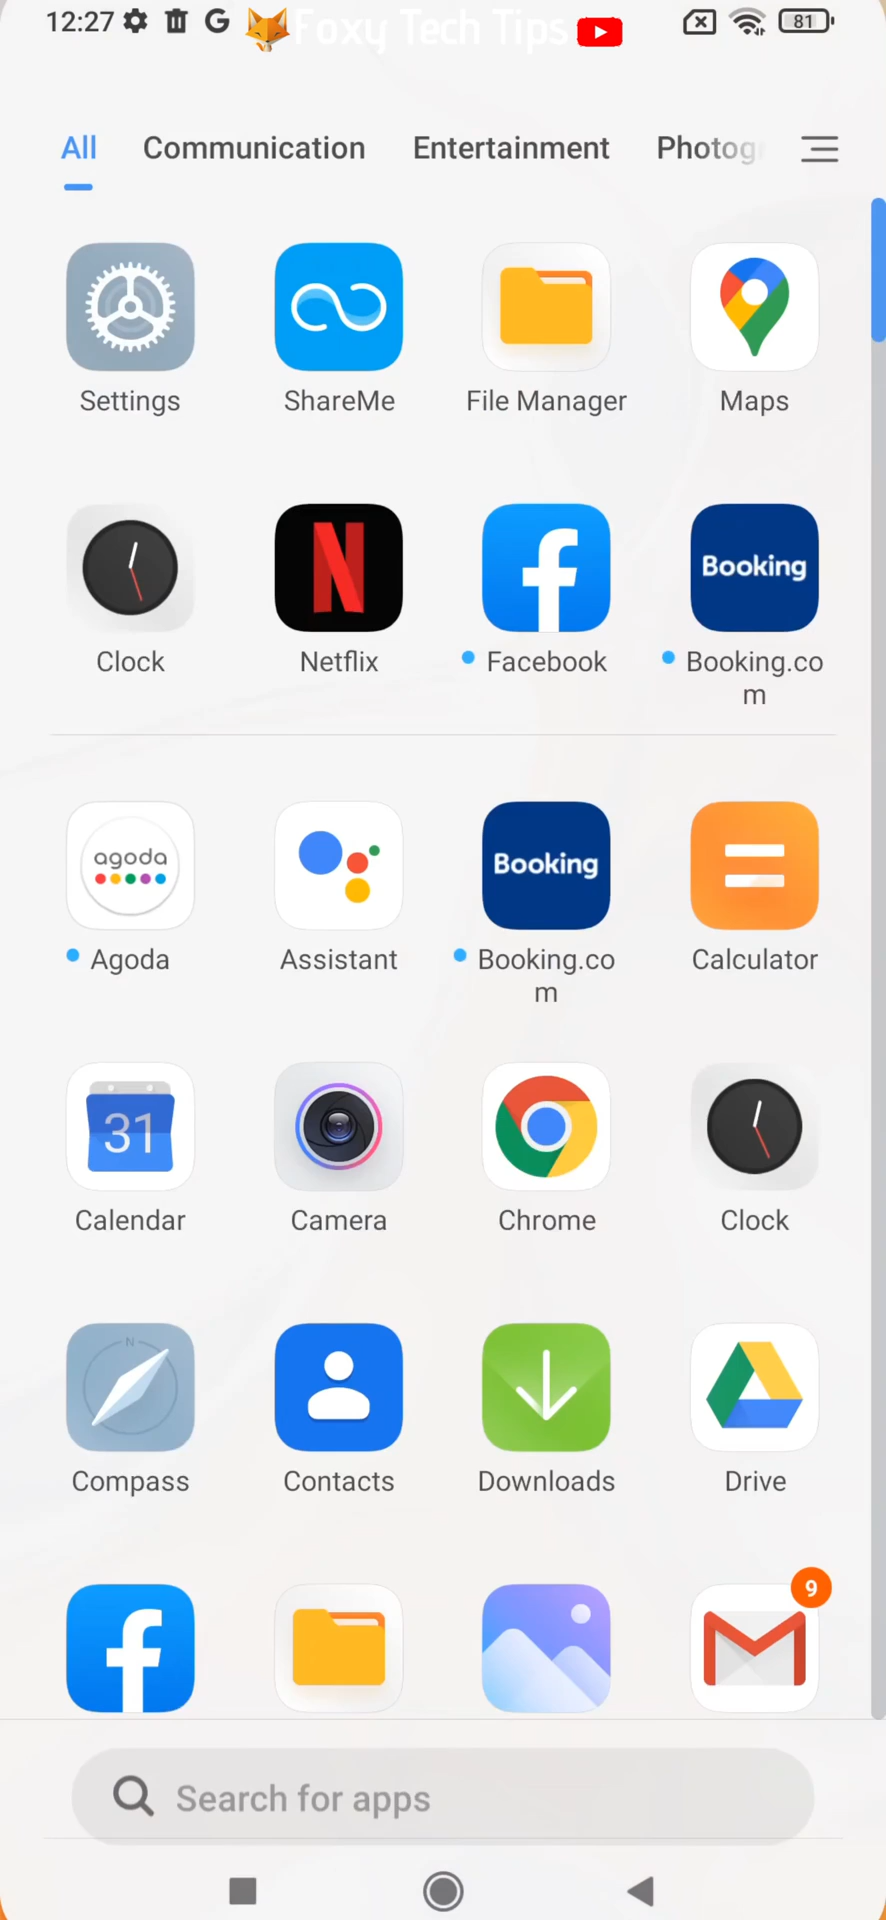 12:27 G Foxy Tech Tips 81
All Communication Entertainment Photog
Settings ShareMe File Manager Maps
N Booking
Clock Netflix Facebook Booking.co
m
agoda Booking
Agoda Assistant Booking.co Calculator
m
31
Calendar Camera Chrome Clock
N
Compass Contacts Downloads Drive
9
Search for apps